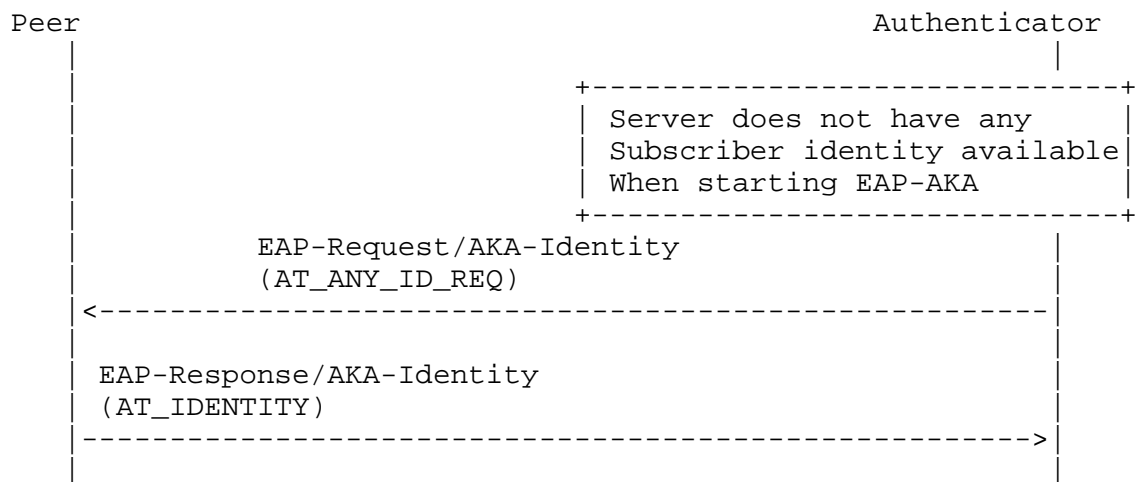 Peer Authenticator
Server does not have any
Subscriber identity available
When starting EAP-AKA
EAP-Request/AKA-Identity
(AT_ANY_ID_REQ)
EAP-Response/AKA-Identity
(AT_IDENTITY)